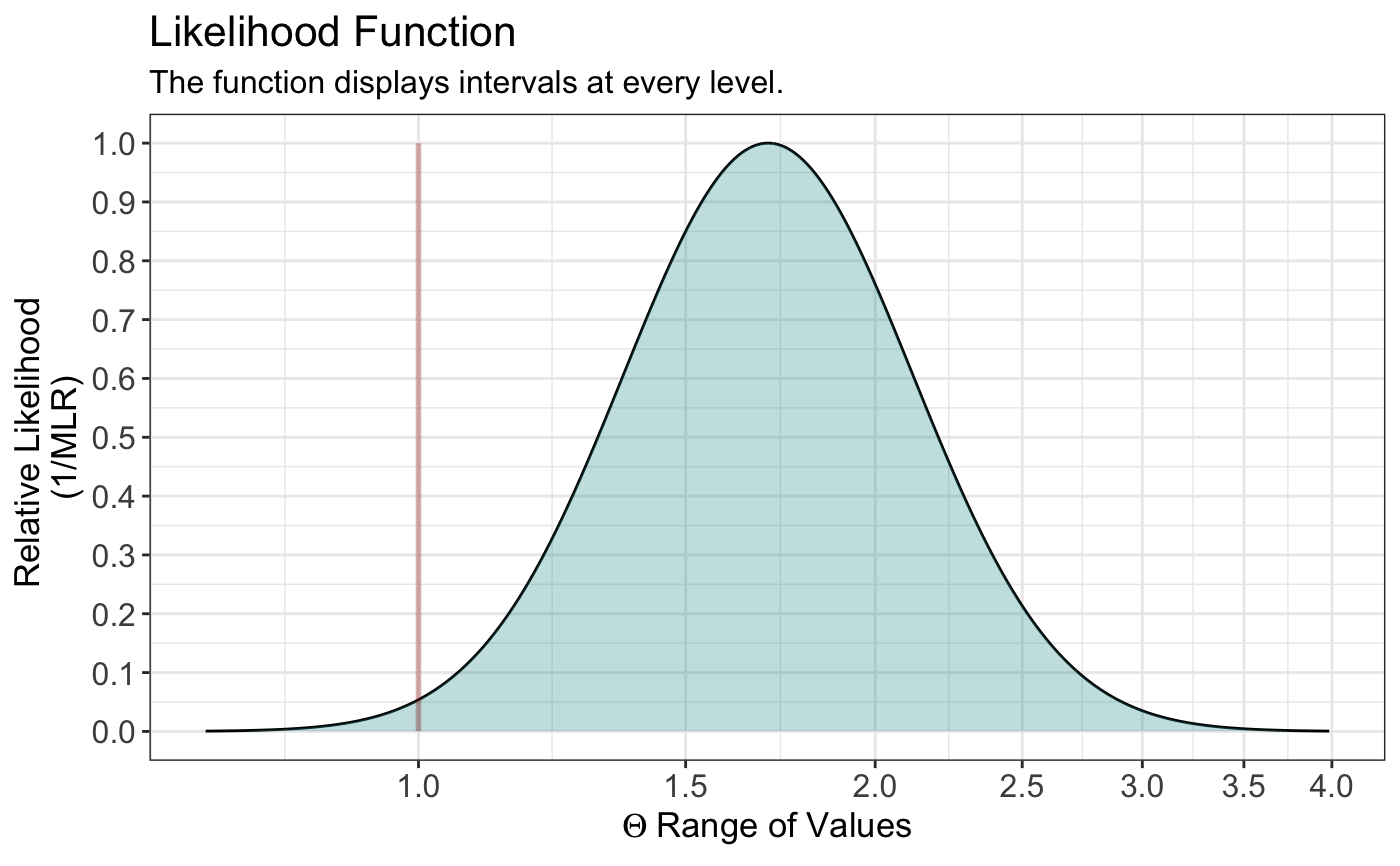 Likelihood Function
The function displays intervals at every level.
Relative Likelihood
(1/MLR)
1.0
0.9
0.8
0.7
0.6
0.5
0.4
0.3
0.2
0.1
0.0
1.0 1.5 2.0 2.5 3.0 3.5 4.0
Θ Range of Values